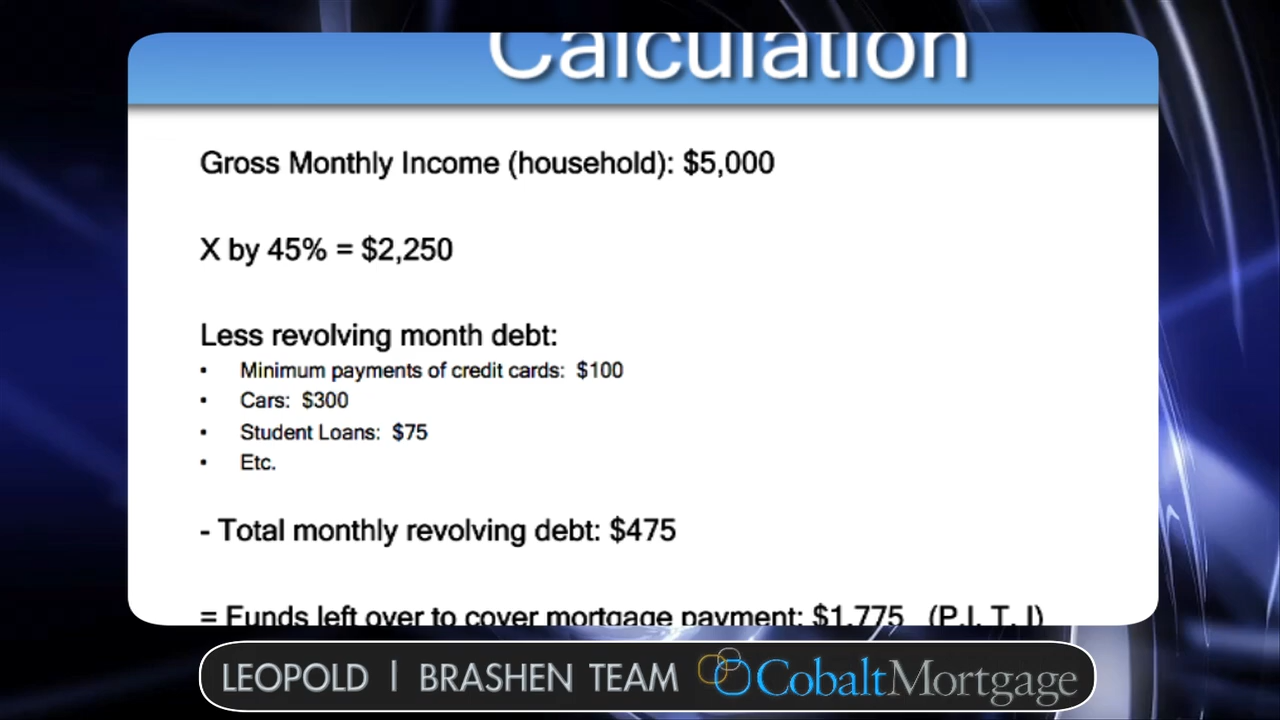 Calculation
Gross Monthly Income (household): $5,000
X by 45% = $2,250
Less revolving month debt:
• Minimum payments of credit cards: $100
• Cars: $300
• Student Loans: $75
• Etc.
- Total monthly revolving debt: $475
= Funds left over to cover mortgage payment: $1,775 (P.I. T. I)
LEOPOLD | BRASHEN TEAM CobaltMortgage